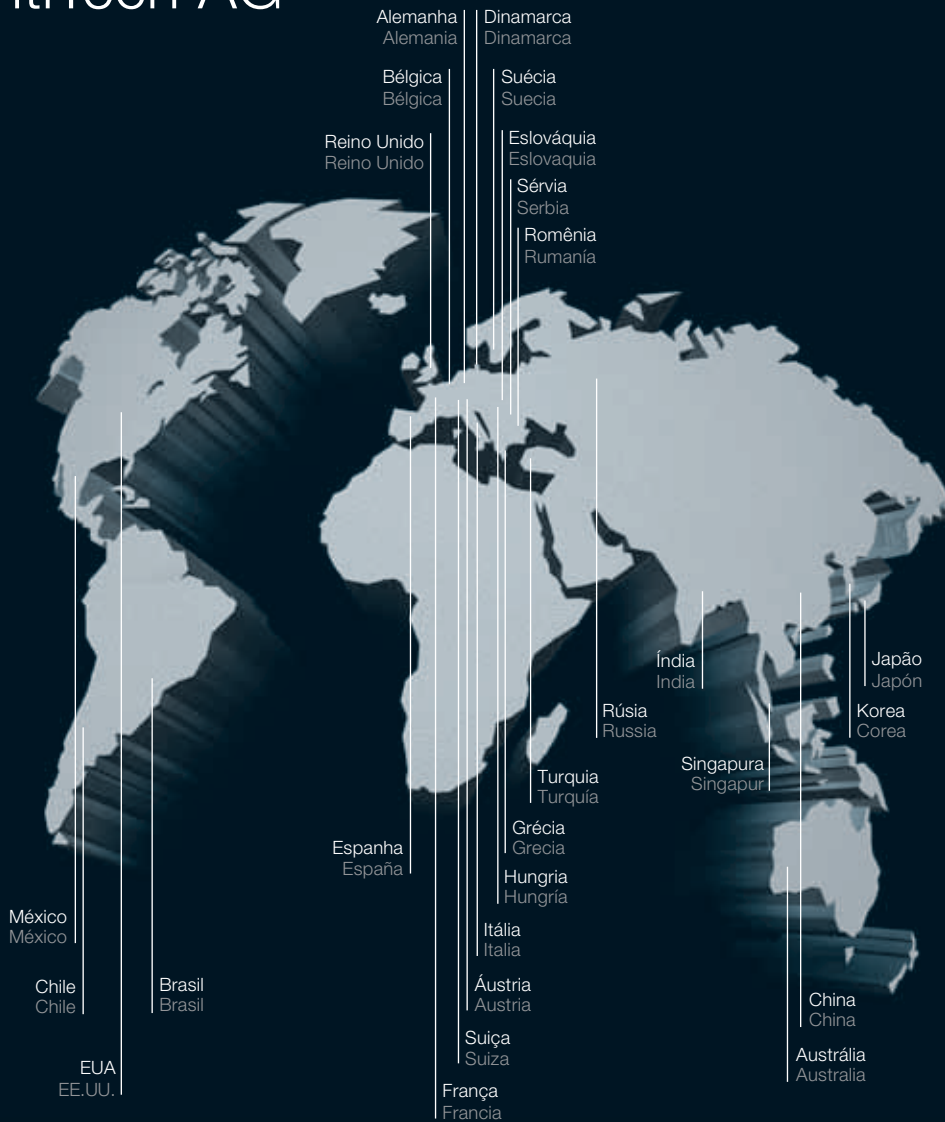 AG
Alemanha
Alemania
Dinamarca
Dinamarca
Bélgica
Bélgica
Suécia
Suecia
Reino Unido
Reino Unido
Eslováquia
Eslovaquia
Sérvia
Serbia
Romênia
Rumanía
Índia
India
Japão
Japón
Rúsia
Russia
Korea
Corea
Singapura
Singapur
Turquia
Turquía
Grécia
Grecia
Espanha
España
Hungria
Hungría
México
México
Itália
Italia
Chile
Chile
Brasil
Brasil
Áustria
Austria
China
China
Suiça
Suiza
Austrália
Australia
EUA
EE.UU.
França
Francia